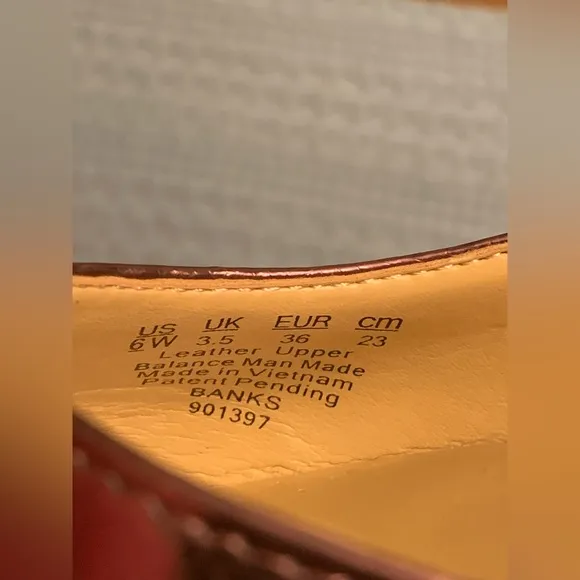 US UK EUR cm
6W 3.5 36 23
Leather Upper
Balance Man Made
Made in Vietnam
Patent Pending
BANKS
901397